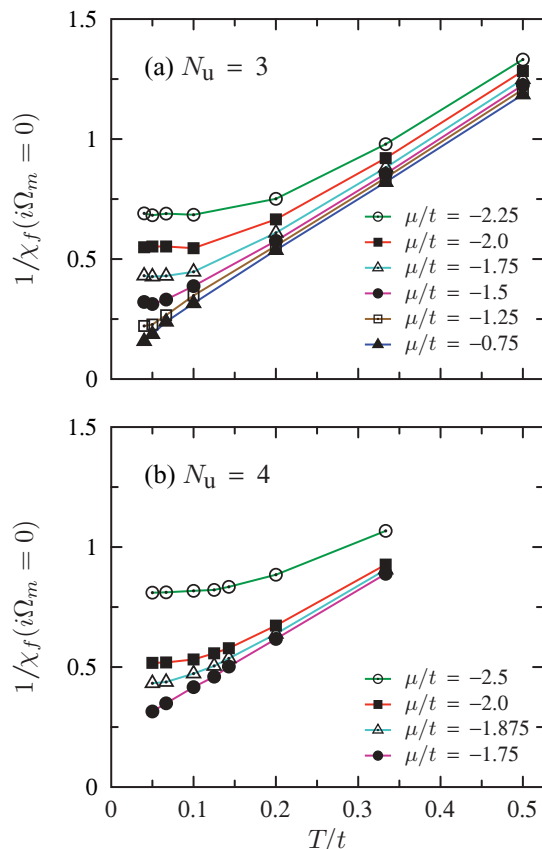 1.5
(a) N_u = 3
1
0.5
0
1/χ_f(iΩ_m = 0)
μ/t = −2.25
μ/t = −2.0
μ/t = −1.75
μ/t = −1.5
μ/t = −1.25
μ/t = −0.75
1.5
(b) N_u = 4
1
0.5
0
1/χ_f(iΩ_m = 0)
μ/t = −2.5
μ/t = −2.0
μ/t = −1.875
μ/t = −1.75
0 0.1 0.2 0.3 0.4 0.5
T/t